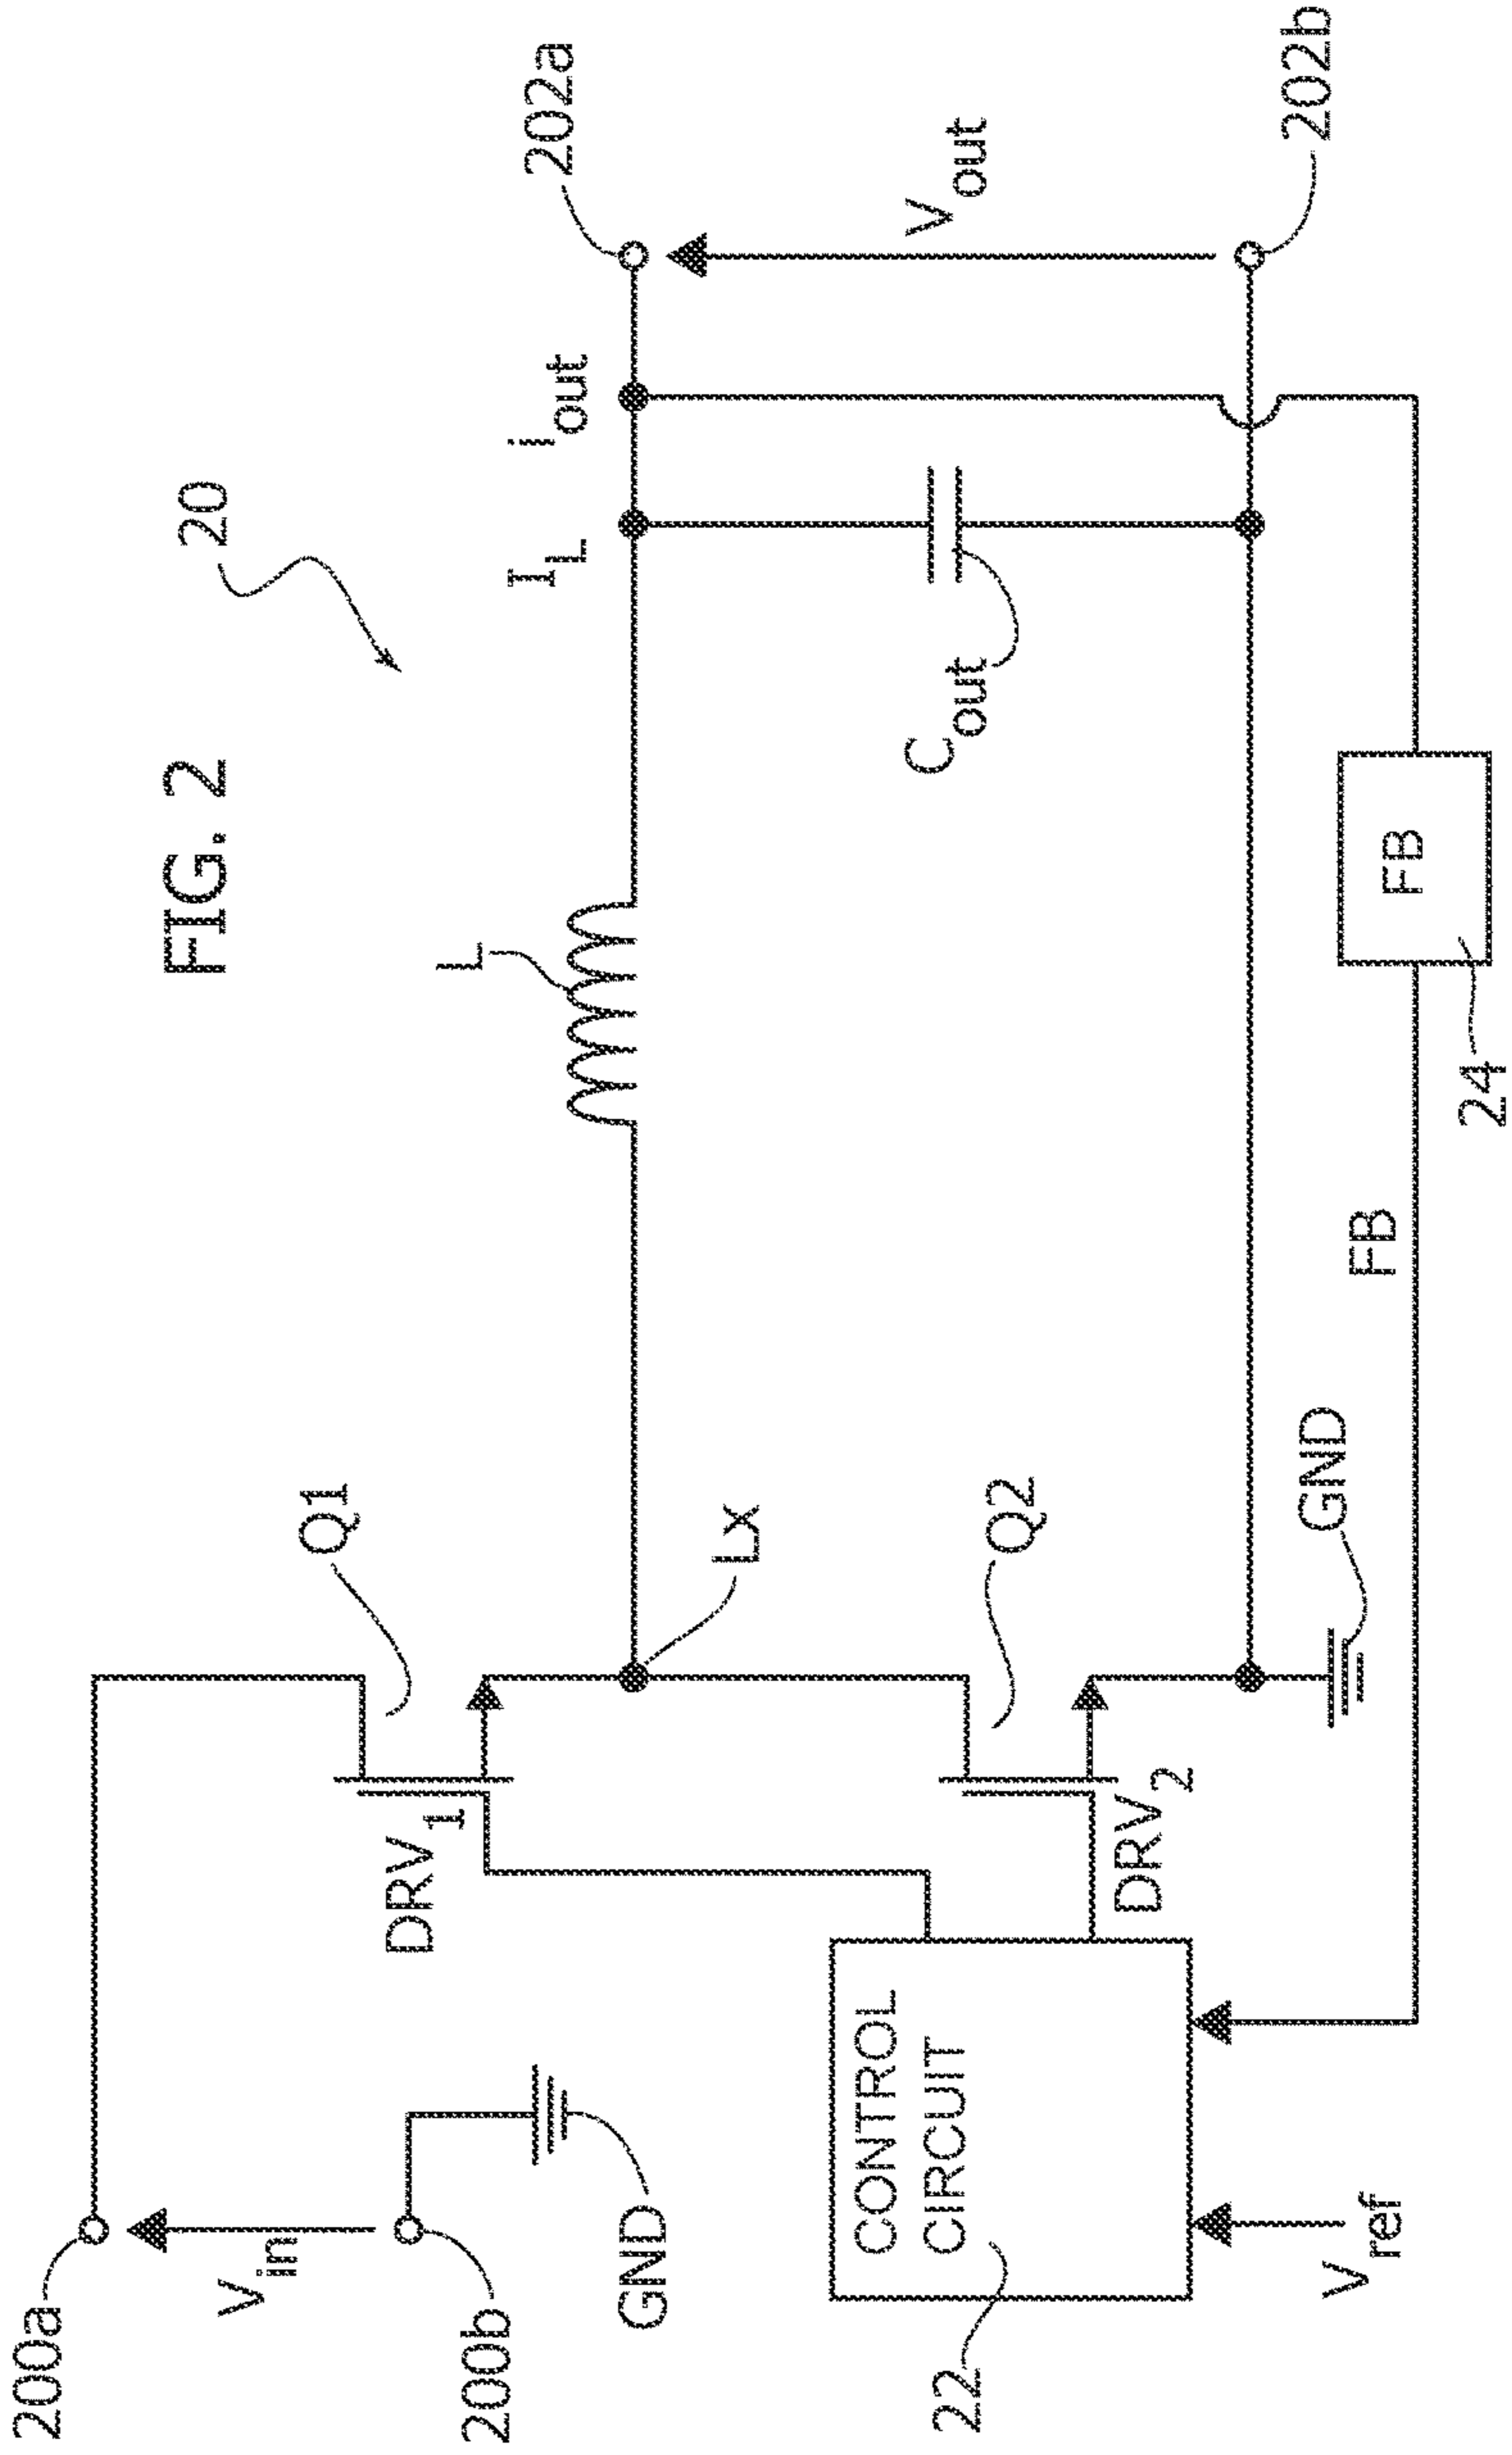 FIG. 2
20
200a
Vin
200b
GND
Q1
DRV1
Lx
L
IL
iout
202a
Vout
Cout
Q2
DRV2
CONTROL
CIRCUIT
22
Vref
GND
202b
FB
FB
24